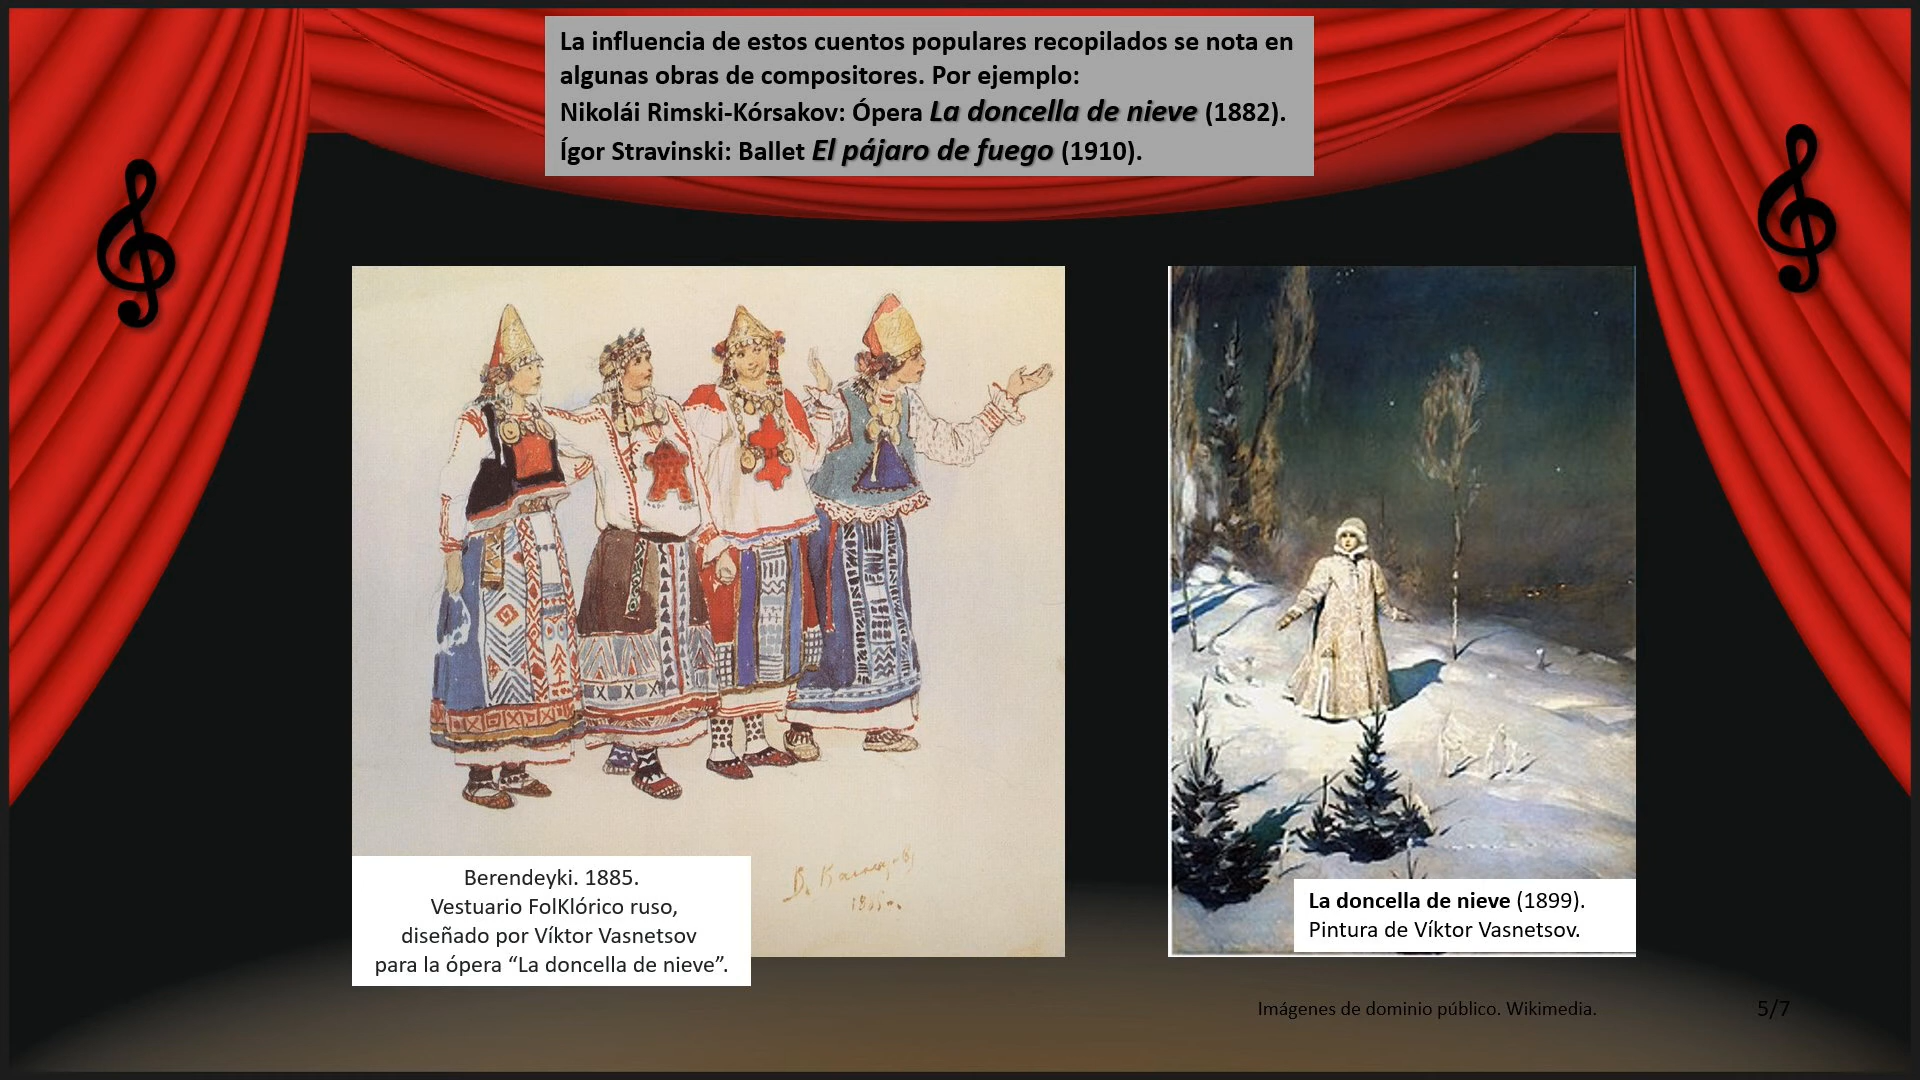 La influencia de estos cuentos populares recopilados se nota en
algunas obras de compositores. Por ejemplo:
Nikolái Rimski-Kórsakov: Ópera La doncella de nieve (1882).
Ígor Stravinski: Ballet El pájaro de fuego (1910).
Berendeyki. 1885.
Vestuario FolKlórico ruso,
diseñado por Víktor Vasnetsov
para la ópera “La doncella de nieve”.
La doncella de nieve (1899).
Pintura de Víktor Vasnetsov.
Imágenes de dominio público. Wikimedia.
5/7